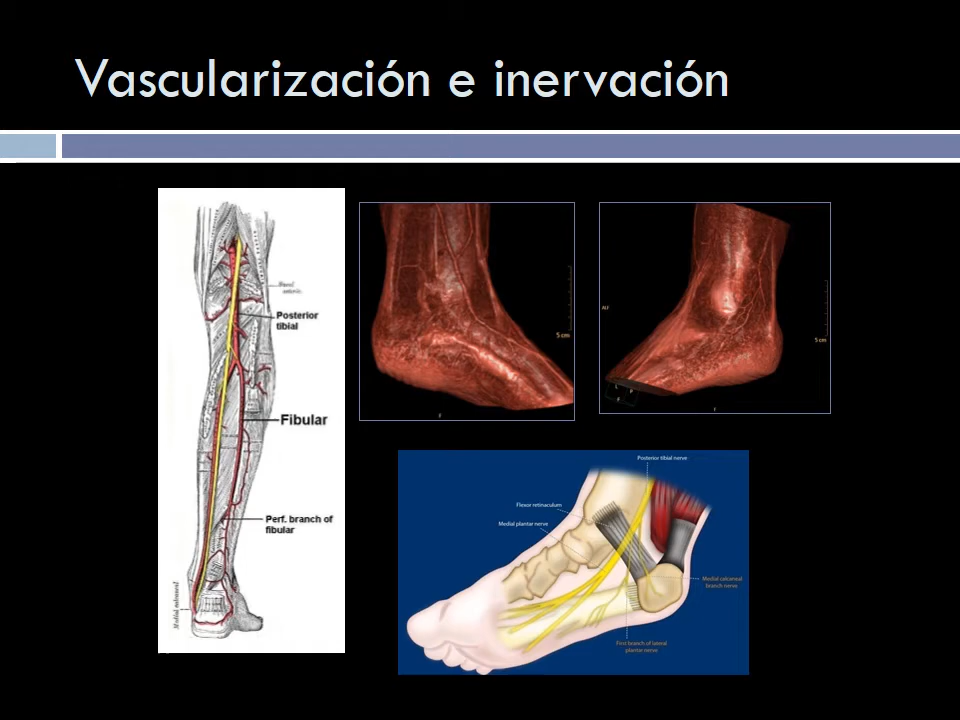 Vascularización e inervación
Posterior
tibial
Fibular
Perf. branch of
fibular
5 cm
ALF
5 cm
Posterior tibial nerve
Flexor retinaculum
Medial plantar nerve
Medial calcaneal
branch nerve
First branch of lateral
plantar nerve